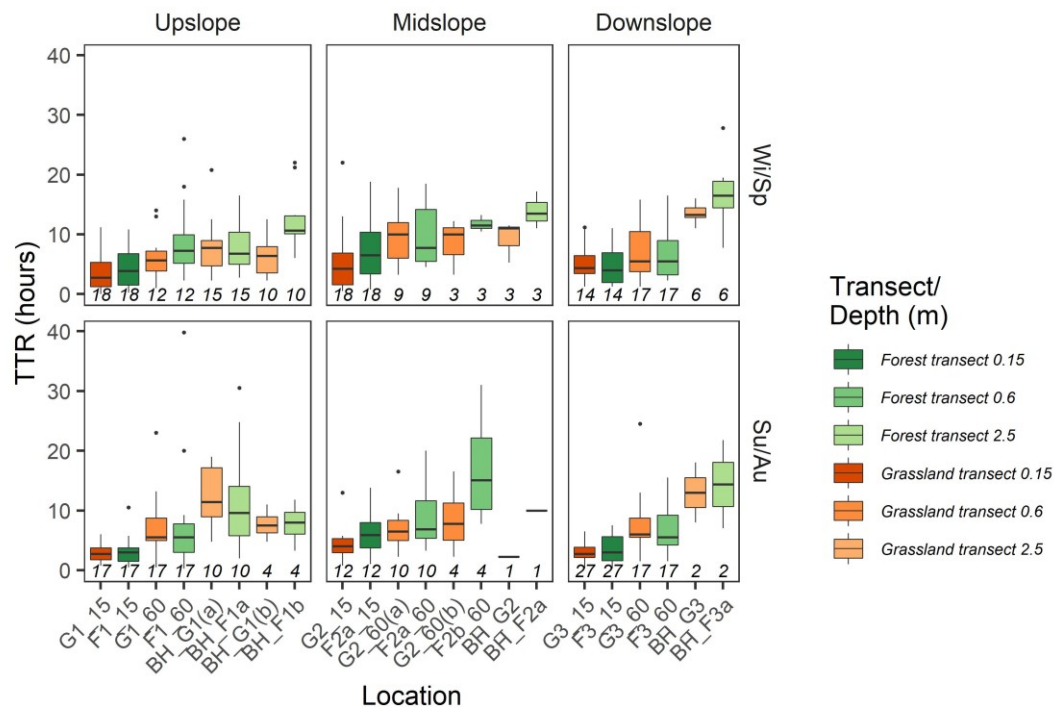 Upslope Midslope Downslope
40
30
20
10
0
18 18 12 12 15 15 10 10
18 18 9 9 3 3 3 3
14 14 17 17 6 6
Wi/Sp
TTR (hours)
40
30
20
10
0
17 17 17 17 10 10 4 4
12 12 10 10 4 4 1 1
27 27 17 17 2 2
Su/Au
G1_15
F1_15
G1_60
F1_60
BH_G1(a)
BH_F1a
BH_G1(b)
BH_F1b
G2_15
F2a_15
G2_60(a)
F2a_60
G2_60(b)
F2b_60
BH_G2
BH_F2a
G3_15
F3_15
G3_60
F3_60
BH_G3
BH_F3a
Location
Transect/
Depth (m)
Forest transect 0.15
Forest transect 0.6
Forest transect 2.5
Grassland transect 0.15
Grassland transect 0.6
Grassland transect 2.5